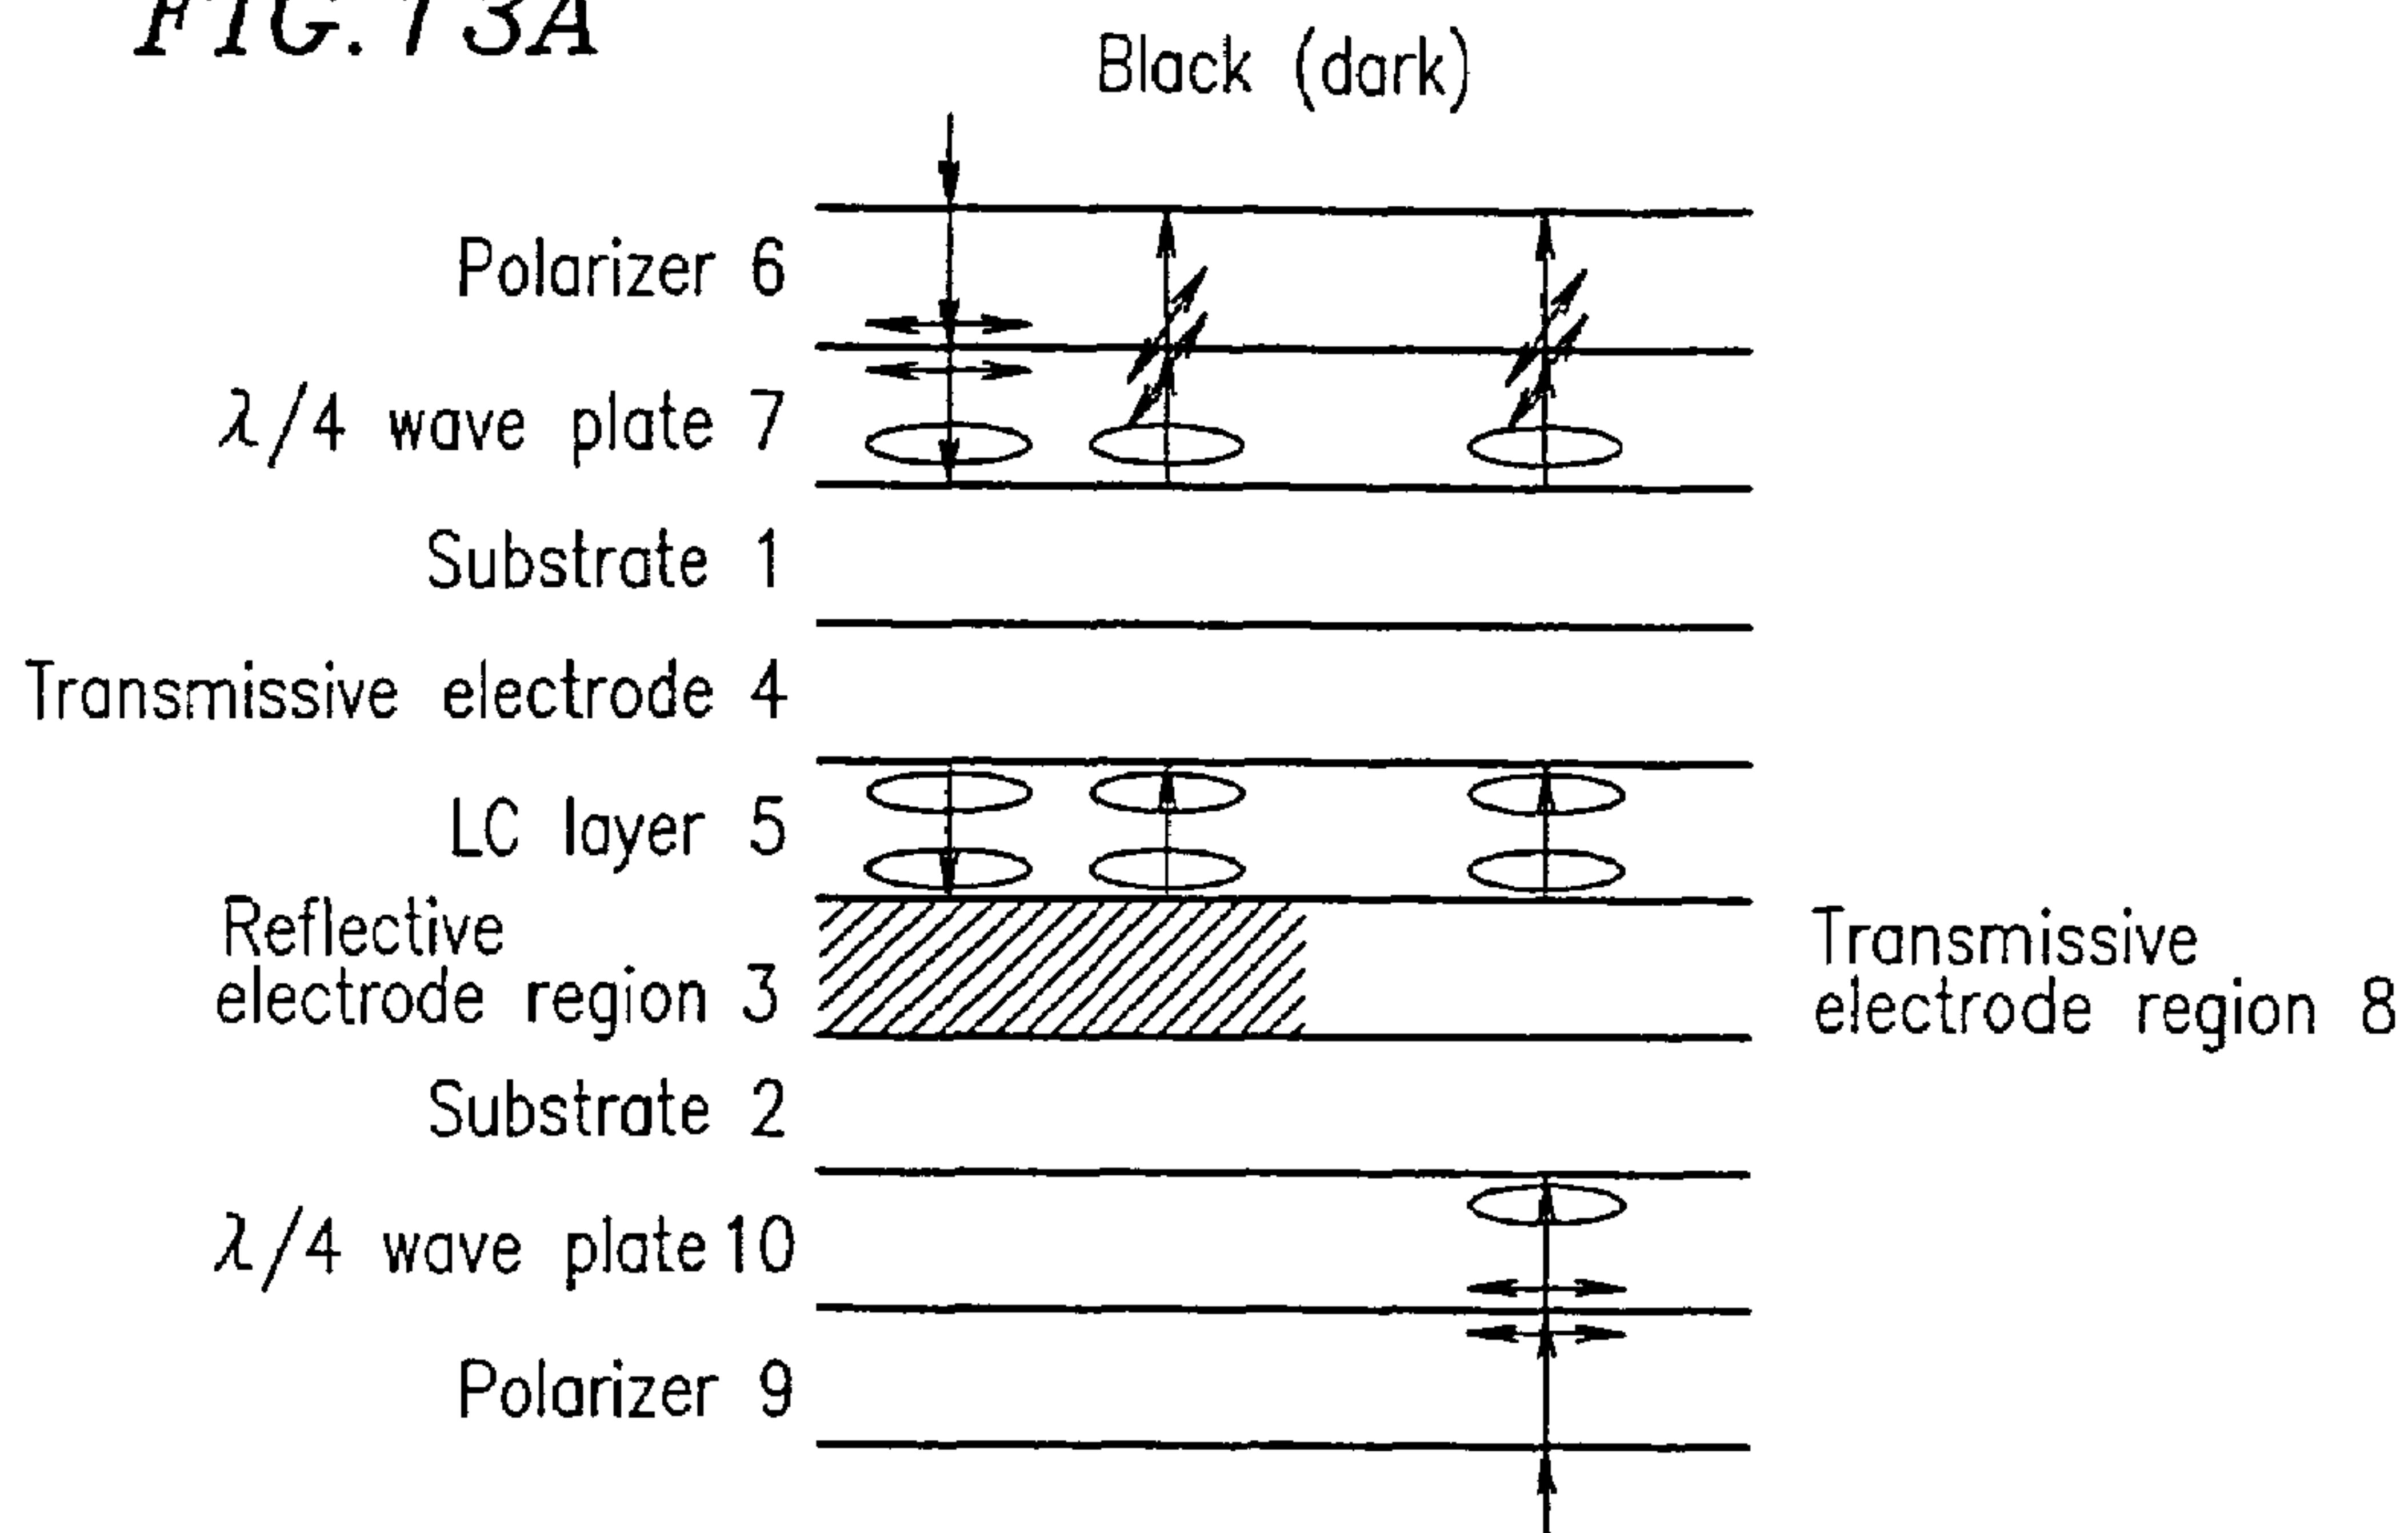 FIG.13A
Black (dark)
Polarizer 6
λ/4 wave plate 7
Substrate 1
Transmissive electrode 4
LC layer 5
Reflective
electrode region 3
Transmissive
electrode region 8
Substrate 2
λ/4 wave plate 10
Polarizer 9